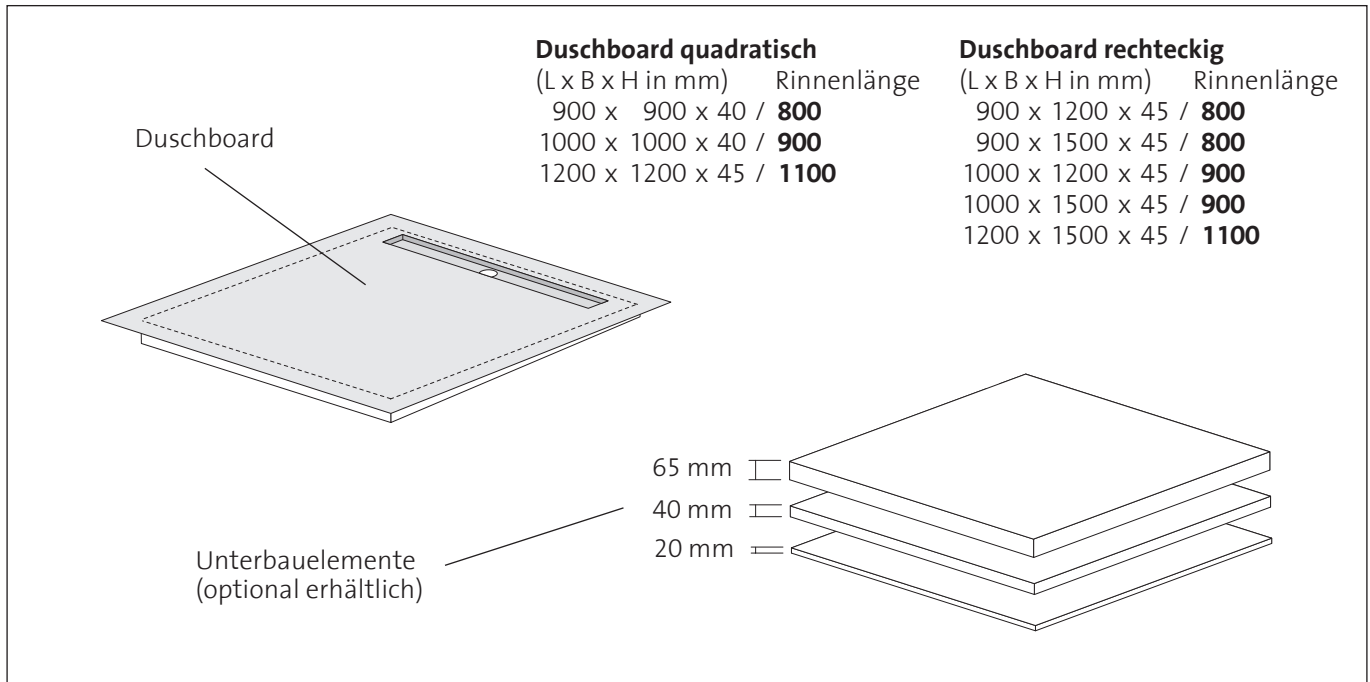 Duschboard quadratisch
(L x B x H in mm) Rinnenlänge
900 x 900 x 40 / 800
1000 x 1000 x 40 / 900
1200 x 1200 x 45 / 1100
Duschboard rechteckig
(L x B x H in mm) Rinnenlänge
900 x 1200 x 45 / 800
900 x 1500 x 45 / 800
1000 x 1200 x 45 / 900
1000 x 1500 x 45 / 900
1200 x 1500 x 45 / 1100
Duschboard
65 mm
40 mm
20 mm
Unterbauelemente
(optional erhältlich)